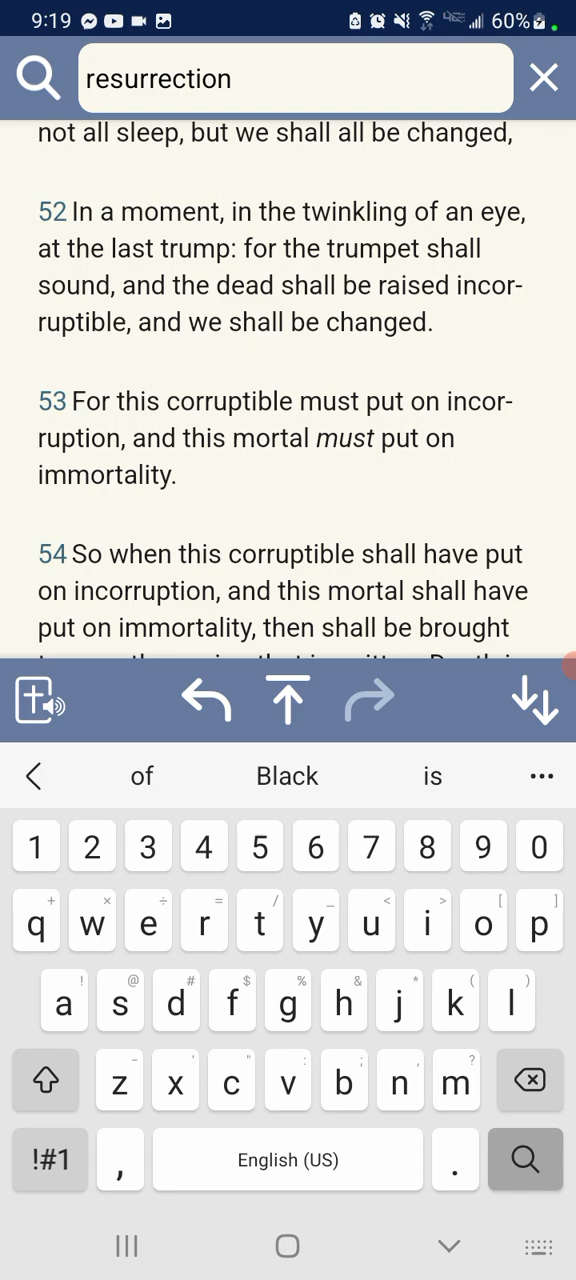 9:19 60%
resurrection
not all sleep, but we shall all be changed,
52 In a moment, in the twinkling of an eye,
at the last trump: for the trumpet shall
sound, and the dead shall be raised incor-
ruptible, and we shall be changed.
53 For this corruptible must put on incor-
ruption, and this mortal must put on
immortality.
54 So when this corruptible shall have put
on incorruption, and this mortal shall have
put on immortality, then shall be brought
of Black is
1 2 3 4 5 6 7 8 9 0
+ × ÷ = / _ < > [ ]
q w e r t y u i o p
! @ # $ % & * ( )
a s d f g h j k l
- ' " : ; , ?
z x c v b n m
!#1 , English (US) .